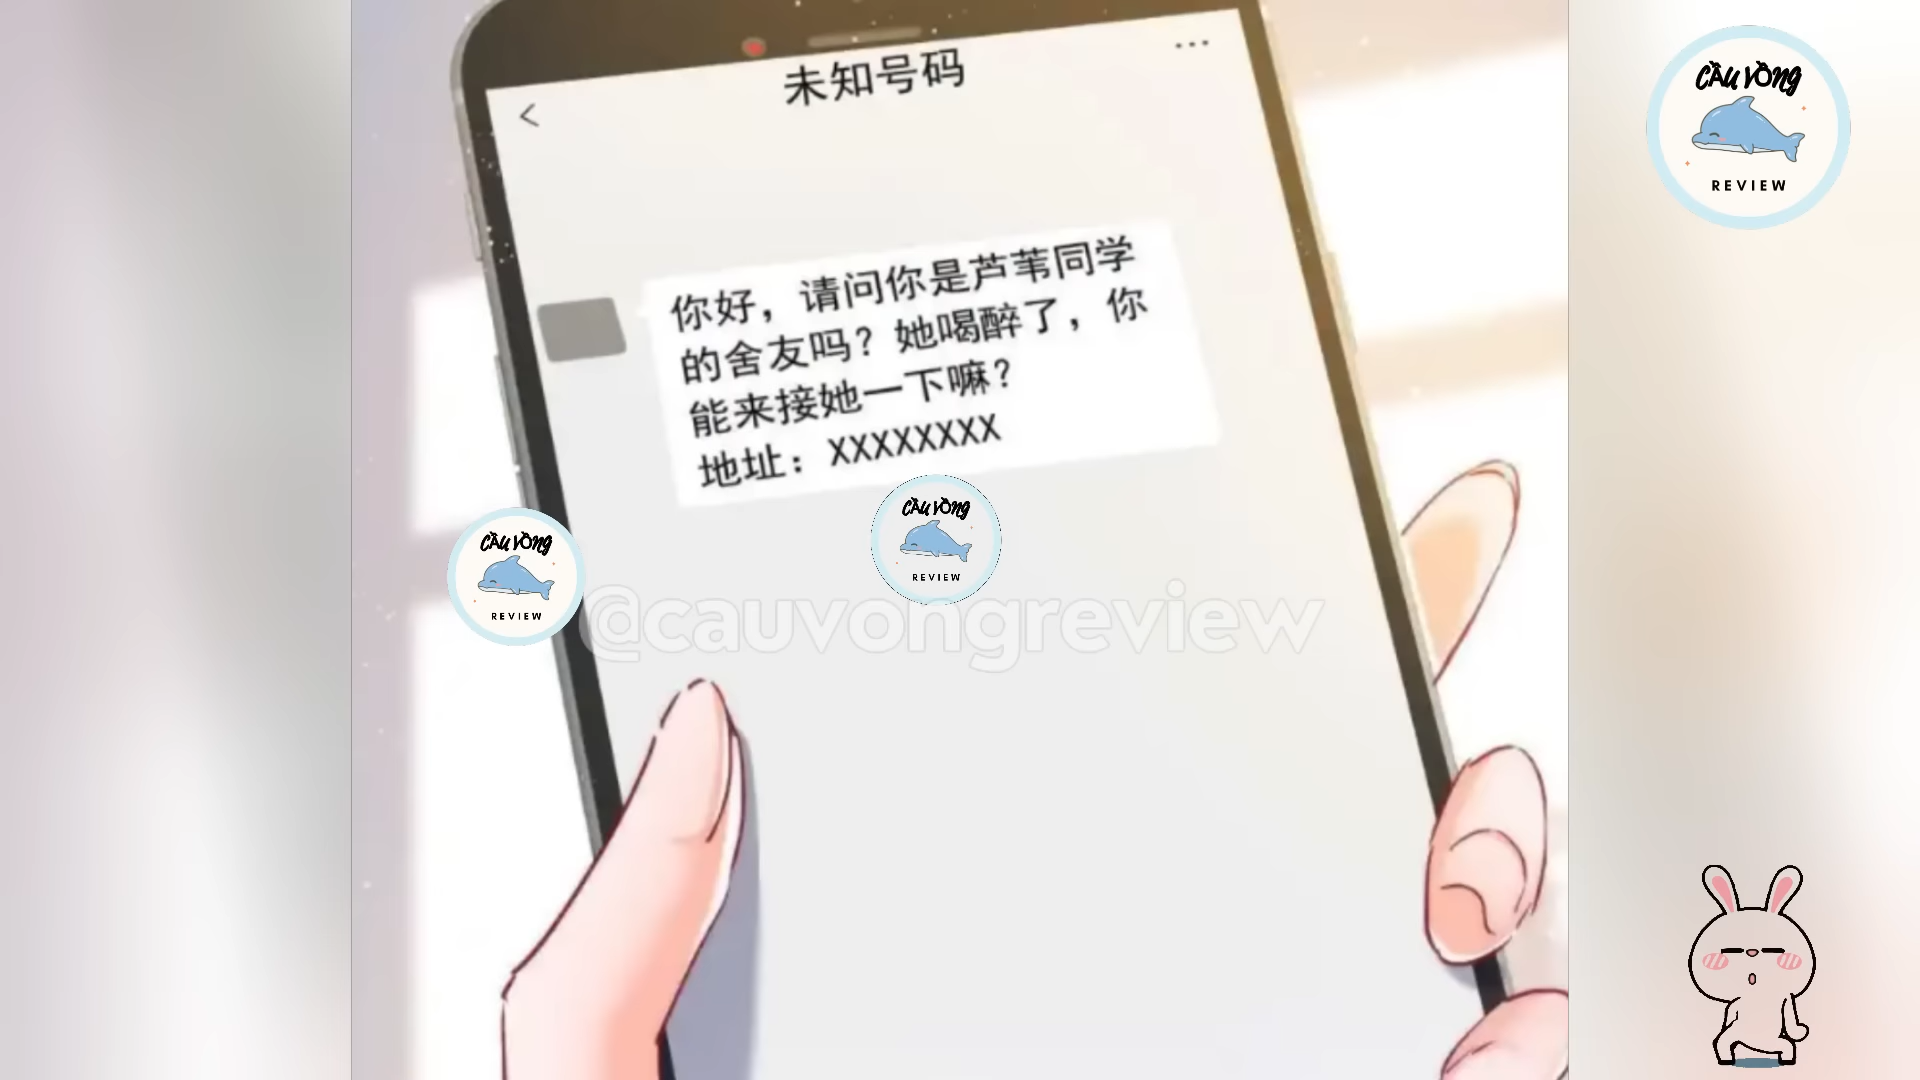 未知号码
你好，请问你是芦苇同学
的舍友吗？她喝醉了，你
能来接她一下嘛？
地址：XXXXXXXX
CẦU VỒNG
REVIEW
CẦU VỒNG
REVIEW
CẦU VỒNG
REVIEW
@cauvongreview